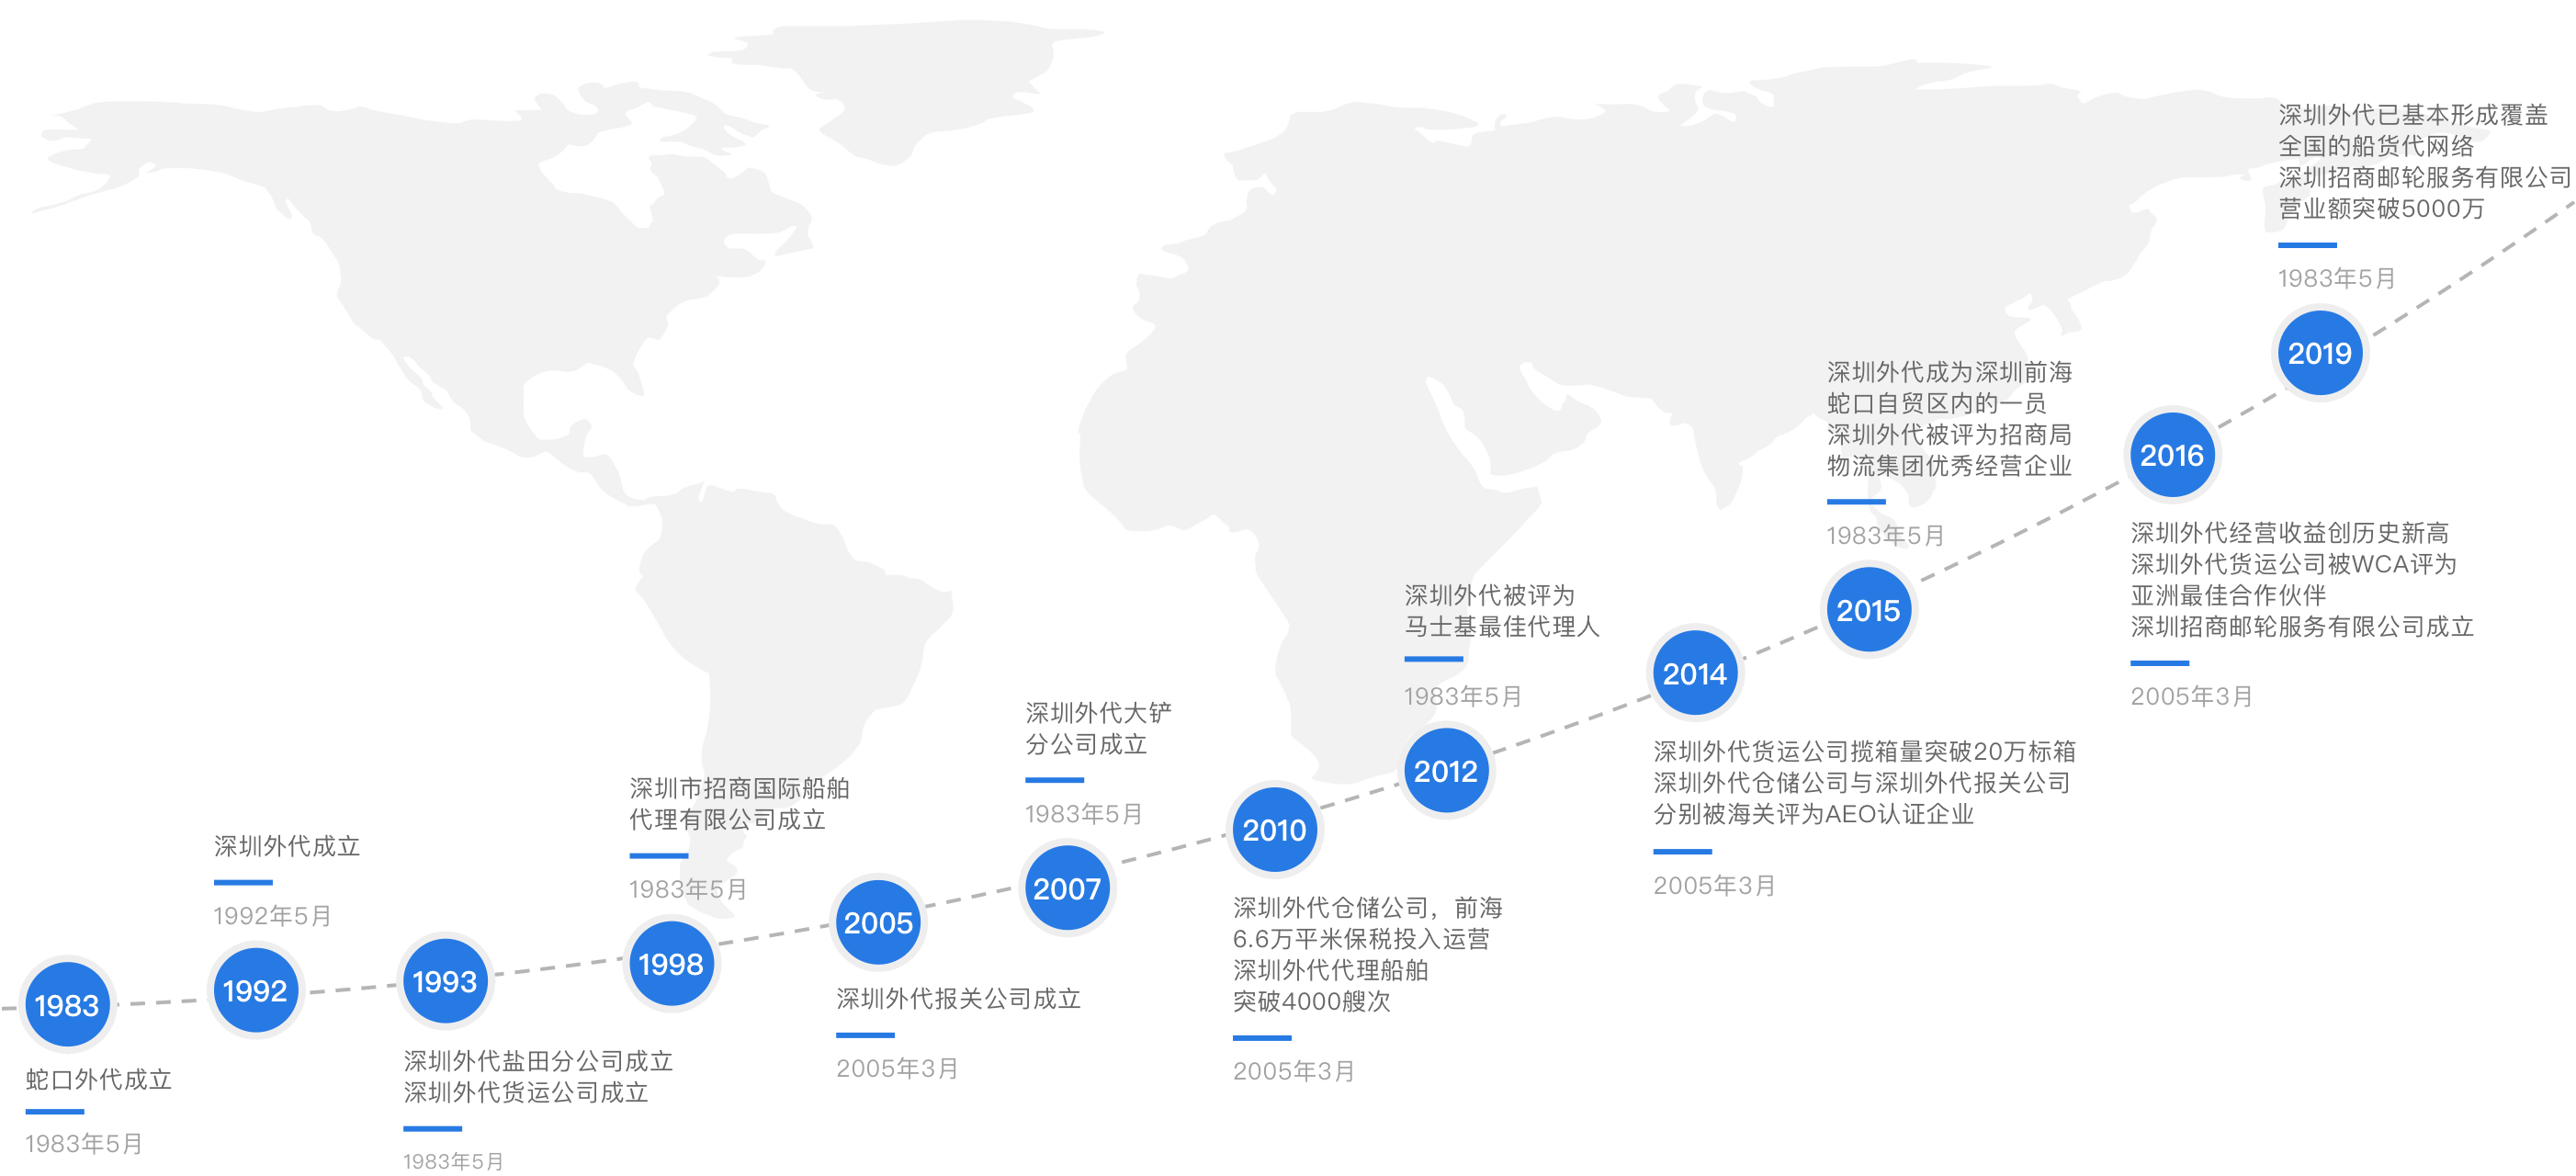 1983
蛇口外代成立
1983年5月
深圳外代成立
1992年5月
1992
1993
深圳外代盐田分公司成立
深圳外代货运公司成立
1983年5月
深圳市招商国际船舶
代理有限公司成立
1983年5月
1998
2005
深圳外代报关公司成立
2005年3月
深圳外代大铲
分公司成立
1983年5月
2007
2010
深圳外代仓储公司，前海
6.6万平米保税投入运营
深圳外代代理船舶
突破4000艘次
2005年3月
深圳外代被评为
马士基最佳代理人
1983年5月
2012
2014
深圳外代货运公司揽箱量突破20万标箱
深圳外代仓储公司与深圳外代报关公司
分别被海关评为AEO认证企业
2005年3月
深圳外代成为深圳前海
蛇口自贸区内的一员
深圳外代被评为招商局
物流集团优秀经营企业
1983年5月
2015
2016
深圳外代经营收益创历史新高
深圳外代货运公司被WCA评为
亚洲最佳合作伙伴
深圳招商邮轮服务有限公司成立
2005年3月
深圳外代已基本形成覆盖
全国的船货代网络
深圳招商邮轮服务有限公司
营业额突破5000万
1983年5月
2019